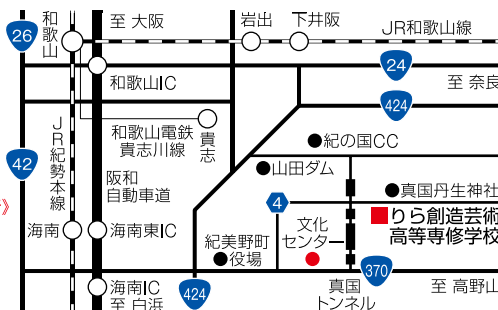 26
和歌山
至 大阪
岩出
下井阪
JR和歌山線
和歌山IC
24
至 奈良
424
和歌山電鉄
貴志川線
貴志
紀の国CC
42
JR紀勢本線
阪和
自動車道
山田ダム
4
真国丹生神社
》
りら創造芸術
高等専修学校
海南
海南東IC
紀美野町
役場
文化
センター
370
海南IC
至 白浜
424
真国
トンネル
至 高野山